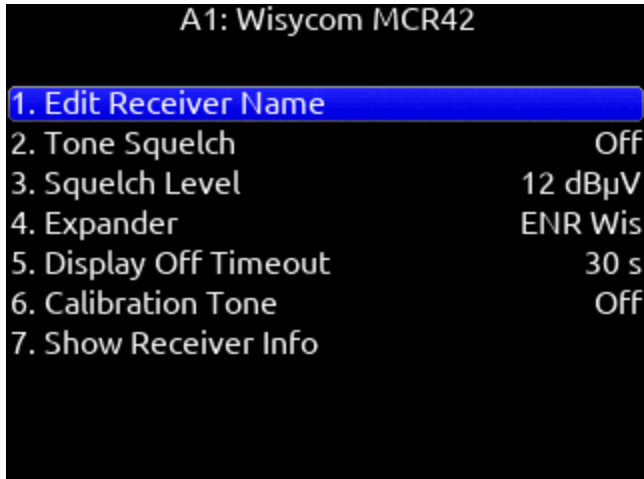 A1: Wisycom MCR42
1. Edit Receiver Name
2. Tone Squelch Off
3. Squelch Level 12 dBµV
4. Expander ENR Wis
5. Display Off Timeout 30 s
6. Calibration Tone Off
7. Show Receiver Info